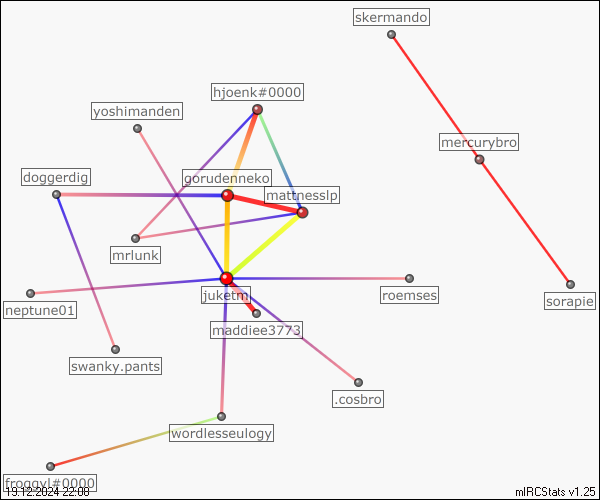 skermando
hjoenk#0000
yoshimanden
mercurybro
doggerdig
gorudenneko
mattnesslp
mrlunk
juketm
roemses
sorapie
neptune01
maddiee3773
swanky.pants
.cosbro
wordlesseulogy
froggyl#0000
19.12.2024 22:08
mIRCStats v1.25